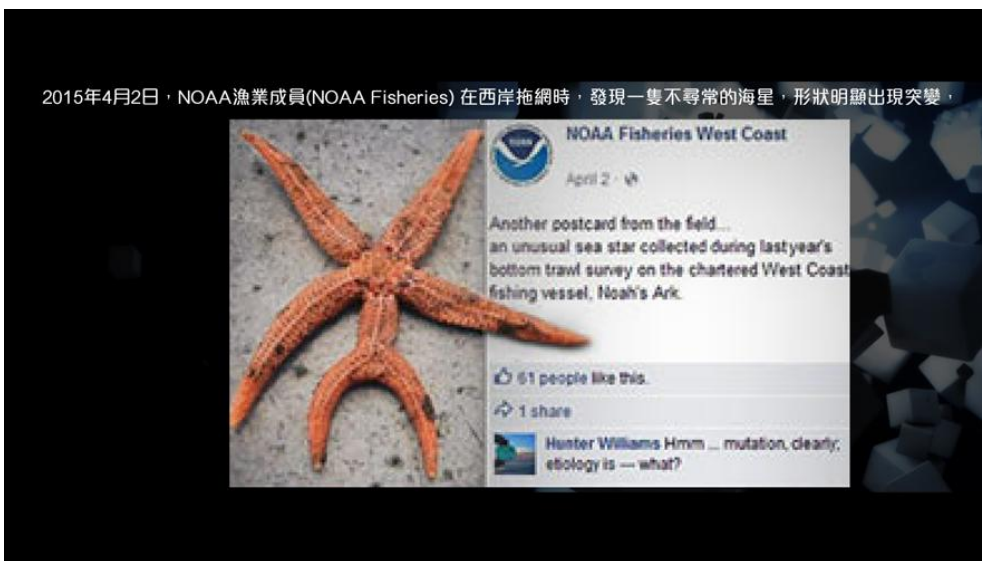 2015年4月2日，NOAA漁業成員(NOAA Fisheries) 在西岸拖網時，發現一隻不尋常的海星，形狀明顯出現突變，
NOAA
NOAA Fisheries West Coast
April 2 ·
Another postcard from the field...
an unusual sea star collected during last year's
bottom trawl survey on the chartered West Coast
fishing vessel, Noah's Ark.
61 people like this.
1 share
Hunter Williams Hmm ... mutation, clearly;
etiology is — what?